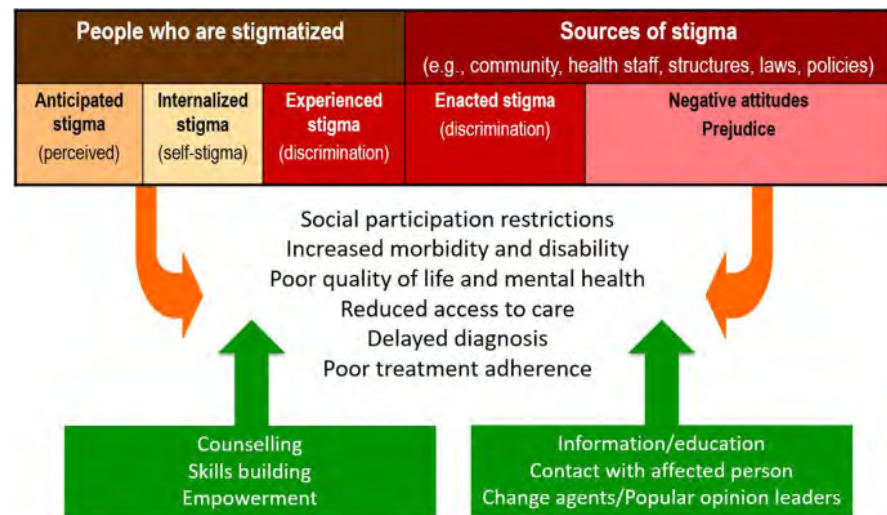 People who are stigmatized
Sources of stigma
(e.g., community, health staff, structures, laws, policies)
Anticipated
stigma
(perceived)
Internalized
stigma
(self-stigma)
Experienced
stigma
(discrimination)
Enacted stigma
(discrimination)
Negative attitudes
Prejudice
Social participation restrictions
Increased morbidity and disability
Poor quality of life and mental health
Reduced access to care
Delayed diagnosis
Poor treatment adherence
Counselling
Skills building
Empowerment
Information/education
Contact with affected person
Change agents/Popular opinion leaders